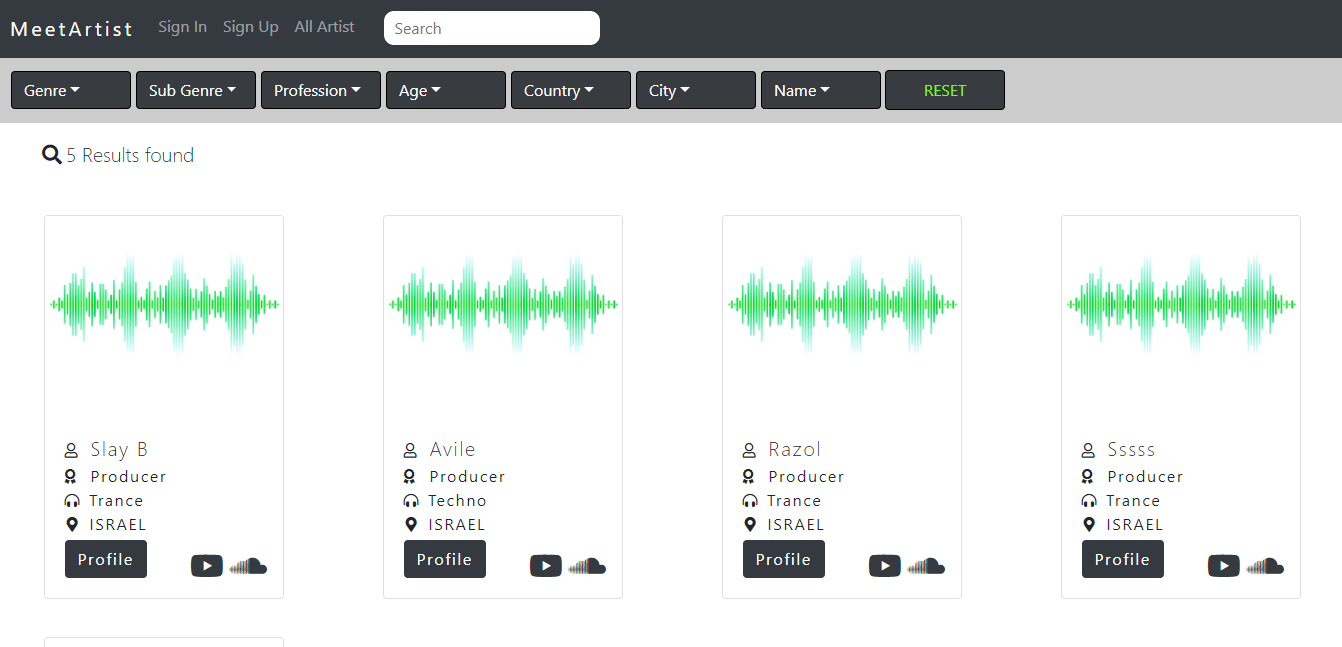 MeetArtist Sign In Sign Up All Artist Search
Genre Sub Genre Profession Age Country City Name RESET
5 Results found
Slay B
Producer
Trance
ISRAEL
Profile
Avile
Producer
Techno
ISRAEL
Profile
Razol
Producer
Trance
ISRAEL
Profile
Sssss
Producer
Trance
ISRAEL
Profile